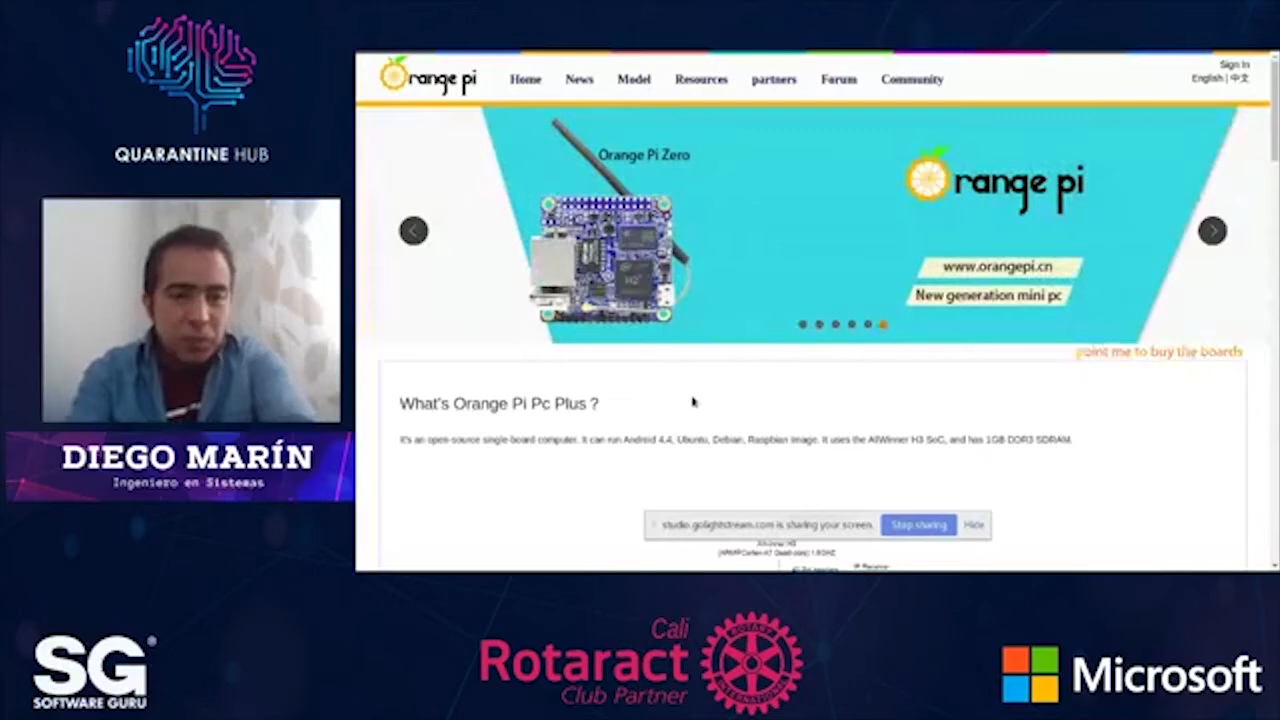 QUARANTINE HUB
DIEGO MARÍN
Ingeniero en Sistemas
Orange pi
Home News Model Resources partners Forum Community
Sign In
English | 中文
Orange Pi Zero
H2+
Orange pi
www.orangepi.cn
New generation mini pc
point me to buy the boards
What's Orange Pi Pc Plus ?
It's an open-source single-board computer. It can run Android 4.4, Ubuntu, Debian, Raspbian Image. It uses the AllWinner H3 SoC, and has 1GB DDR3 SDRAM.
studio.golightstream.com is sharing your screen. Stop sharing Hide
SG®
SOFTWARE GURU
Cali
Rotaract
Club Partner
ROTARY
INTERNATIONAL
Microsoft